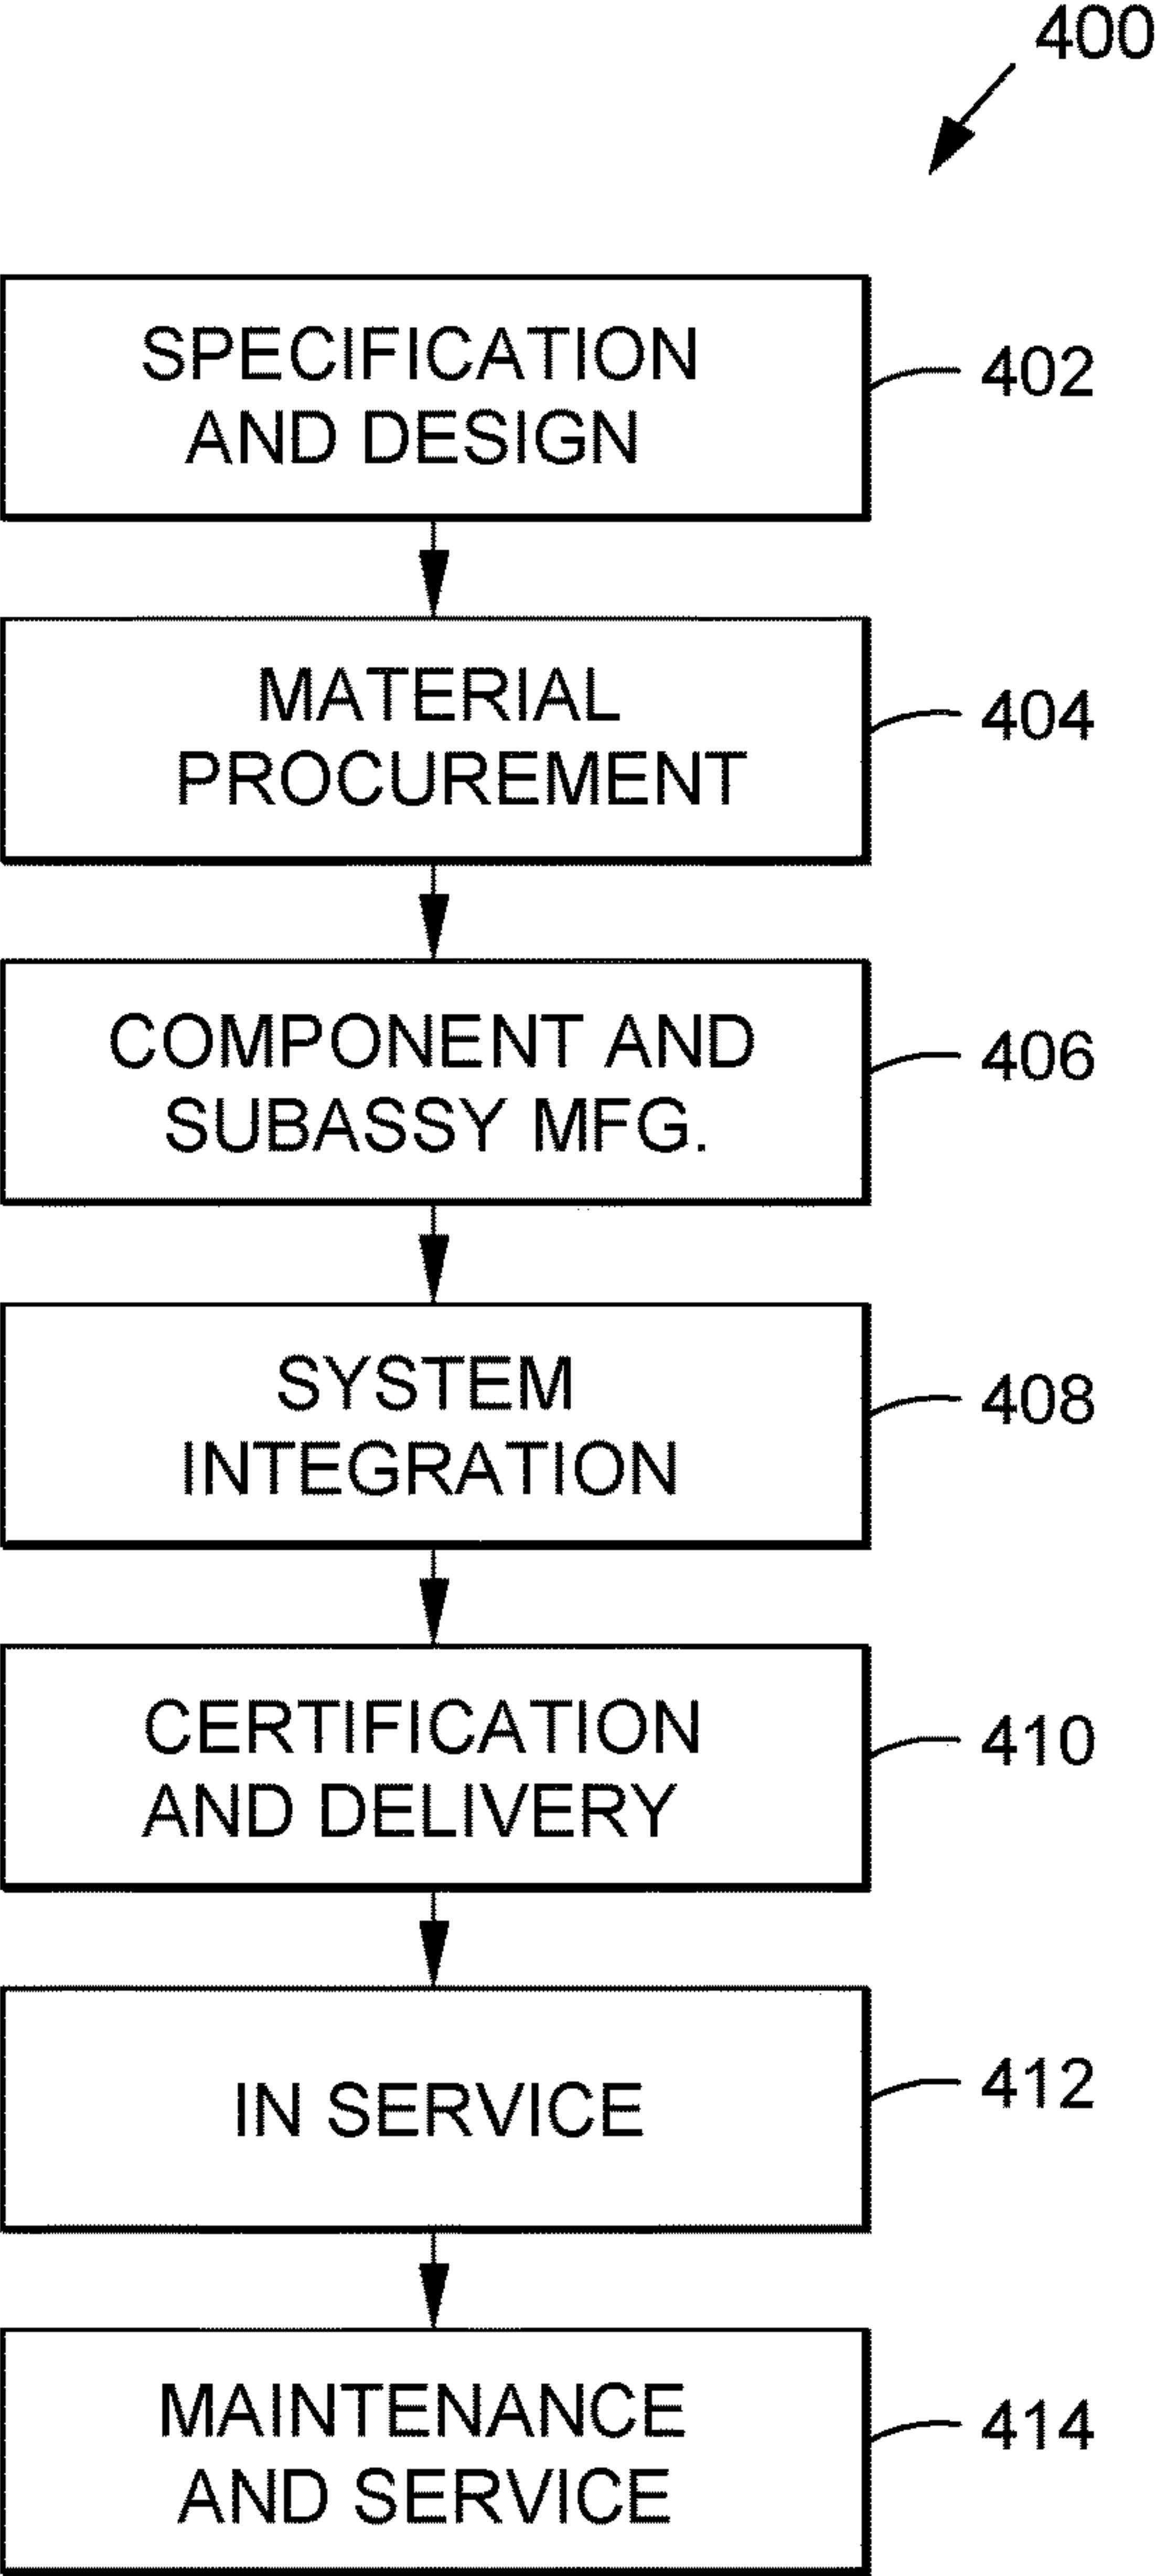 400
SPECIFICATION
AND DESIGN
402
MATERIAL
PROCUREMENT
404
COMPONENT AND
SUBASSY MFG.
406
SYSTEM
INTEGRATION
408
CERTIFICATION
AND DELIVERY
410
IN SERVICE
412
MAINTENANCE
AND SERVICE
414